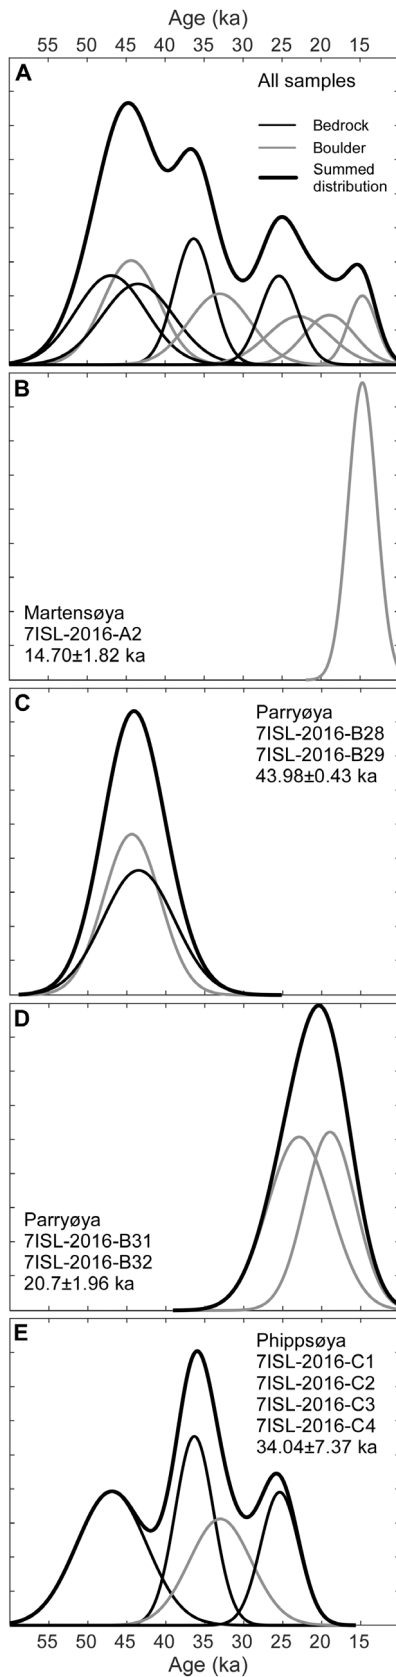 Age (ka)
55 50 45 40 35 30 25 20 15
A
All samples
Bedrock
Boulder
Summed
distribution
B
Martensøya
7ISL-2016-A2
14.70±1.82 ka
C
Parryøya
7ISL-2016-B28
7ISL-2016-B29
43.98±0.43 ka
D
Parryøya
7ISL-2016-B31
7ISL-2016-B32
20.7±1.96 ka
E
Phippsøya
7ISL-2016-C1
7ISL-2016-C2
7ISL-2016-C3
7ISL-2016-C4
34.04±7.37 ka
55 50 45 40 35 30 25 20 15
Age (ka)